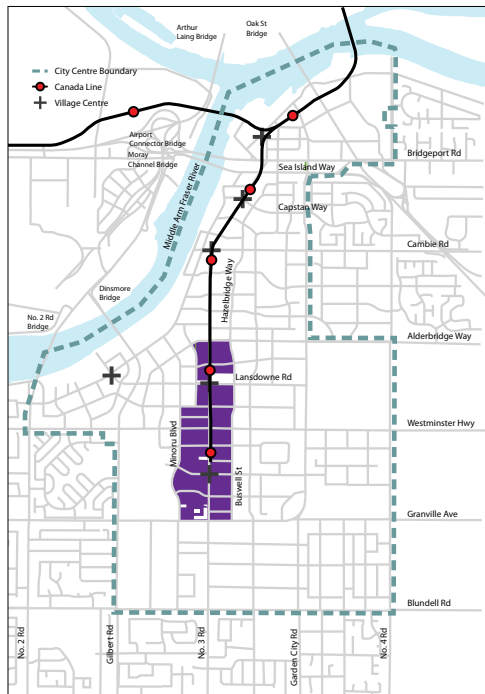 Arthur
Laing Bridge
Oak St
Bridge
City Centre Boundary
Canada Line
Village Centre
Airport
Connector Bridge
Moray
Channel Bridge
Bridgeport Rd
Sea Island Way
Middle Arm Fraser River
Capstan Way
Cambie Rd
Hazelbridge Way
Dinsmore
Bridge
No. 2 Rd
Bridge
Alderbridge Way
Lansdowne Rd
Minoru Blvd
Westminster Hwy
Buswell St
Granville Ave
Blundell Rd
No. 2 Rd
Gilbert Rd
No. 3 Rd
Garden City Rd
No. 4 Rd